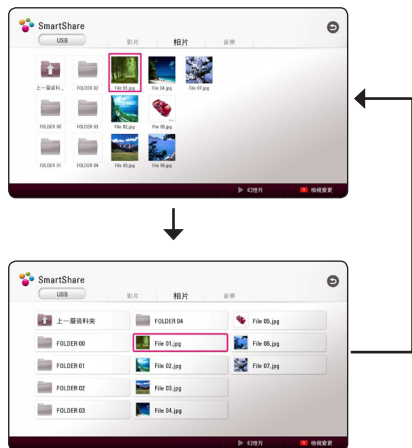 SmartShare
USB 影片 相片 音樂
上一層資料... FOLDER 02 File 01.jpg File 04.jpg File 07.jpg
FOLDER 00 FOLDER 03 File 02.jpg File 05.jpg
FOLDER 01 FOLDER 04 File 03.jpg File 08.jpg
幻燈片 檢視變更
SmartShare
USB 影片 相片 音樂
上一層資料夾 FOLDER 04 File 05.jpg
FOLDER 00 File 01.jpg File 06.jpg
FOLDER 01 File 02.jpg File 07.jpg
FOLDER 02 File 03.jpg
FOLDER 03 File 04.jpg
幻燈片 檢視變更